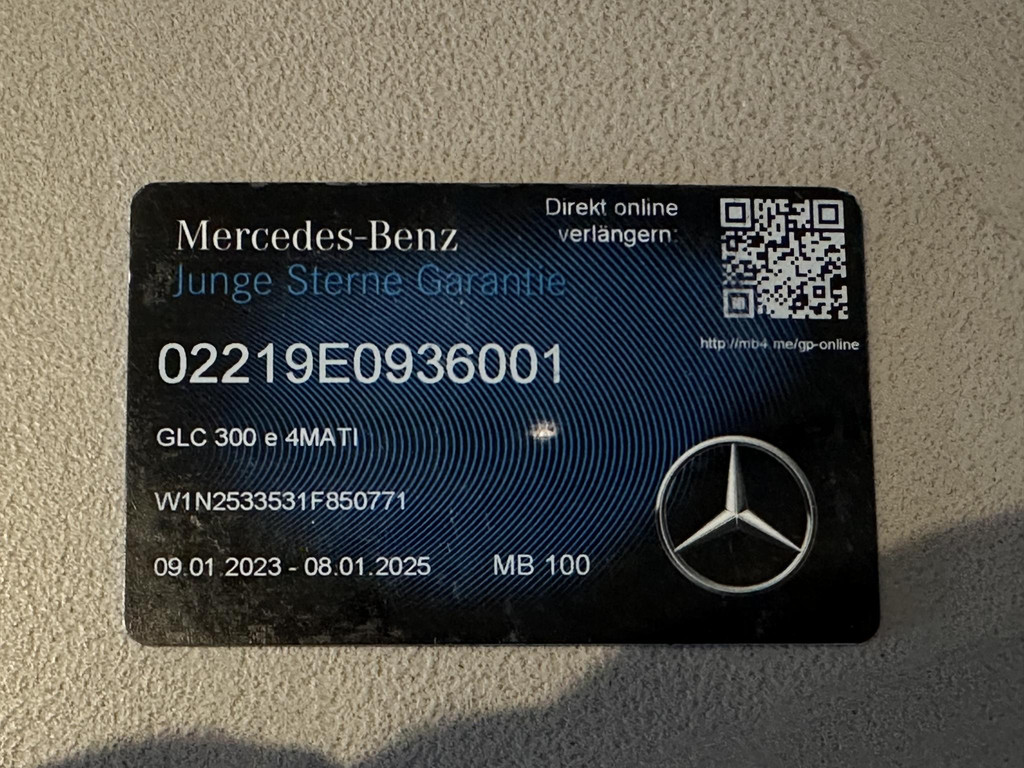 Mercedes-Benz
Junge Sterne Garantie
Direkt online
verlängern:
http://mb4.me/gp-online
02219E0936001
GLC 300 e 4MATI
W1N2533531F850771
09.01.2023 - 08.01.2025 MB 100